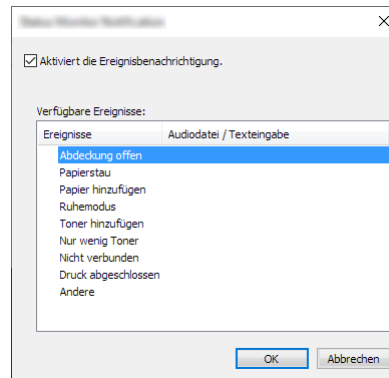 Aktiviert die Ereignisbenachrichtigung.
Verfügbare Ereignisse:
Ereignisse Audiodatei / Texteingabe
Abdeckung offen
Papierstau
Papier hinzufügen
Ruhemodus
Toner hinzufügen
Nur wenig Toner
Nicht verbunden
Druck abgeschlossen
Andere
OK Abbrechen